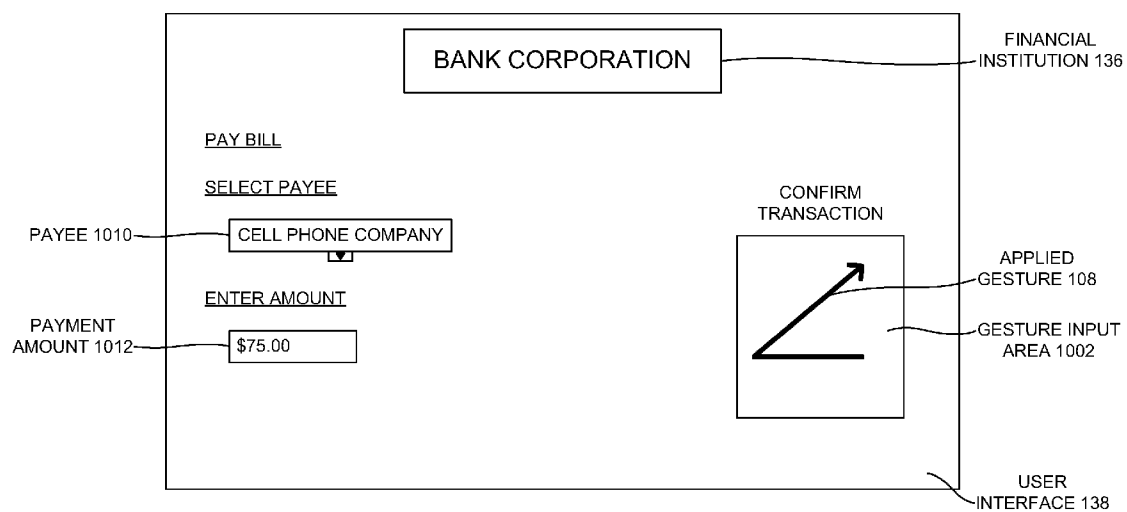 BANK CORPORATION
FINANCIAL
INSTITUTION 136
PAY BILL
SELECT PAYEE
CONFIRM
TRANSACTION
PAYEE 1010
CELL PHONE COMPANY
APPLIED
GESTURE 108
ENTER AMOUNT
PAYMENT
AMOUNT 1012
$75.00
GESTURE INPUT
AREA 1002
USER
INTERFACE 138